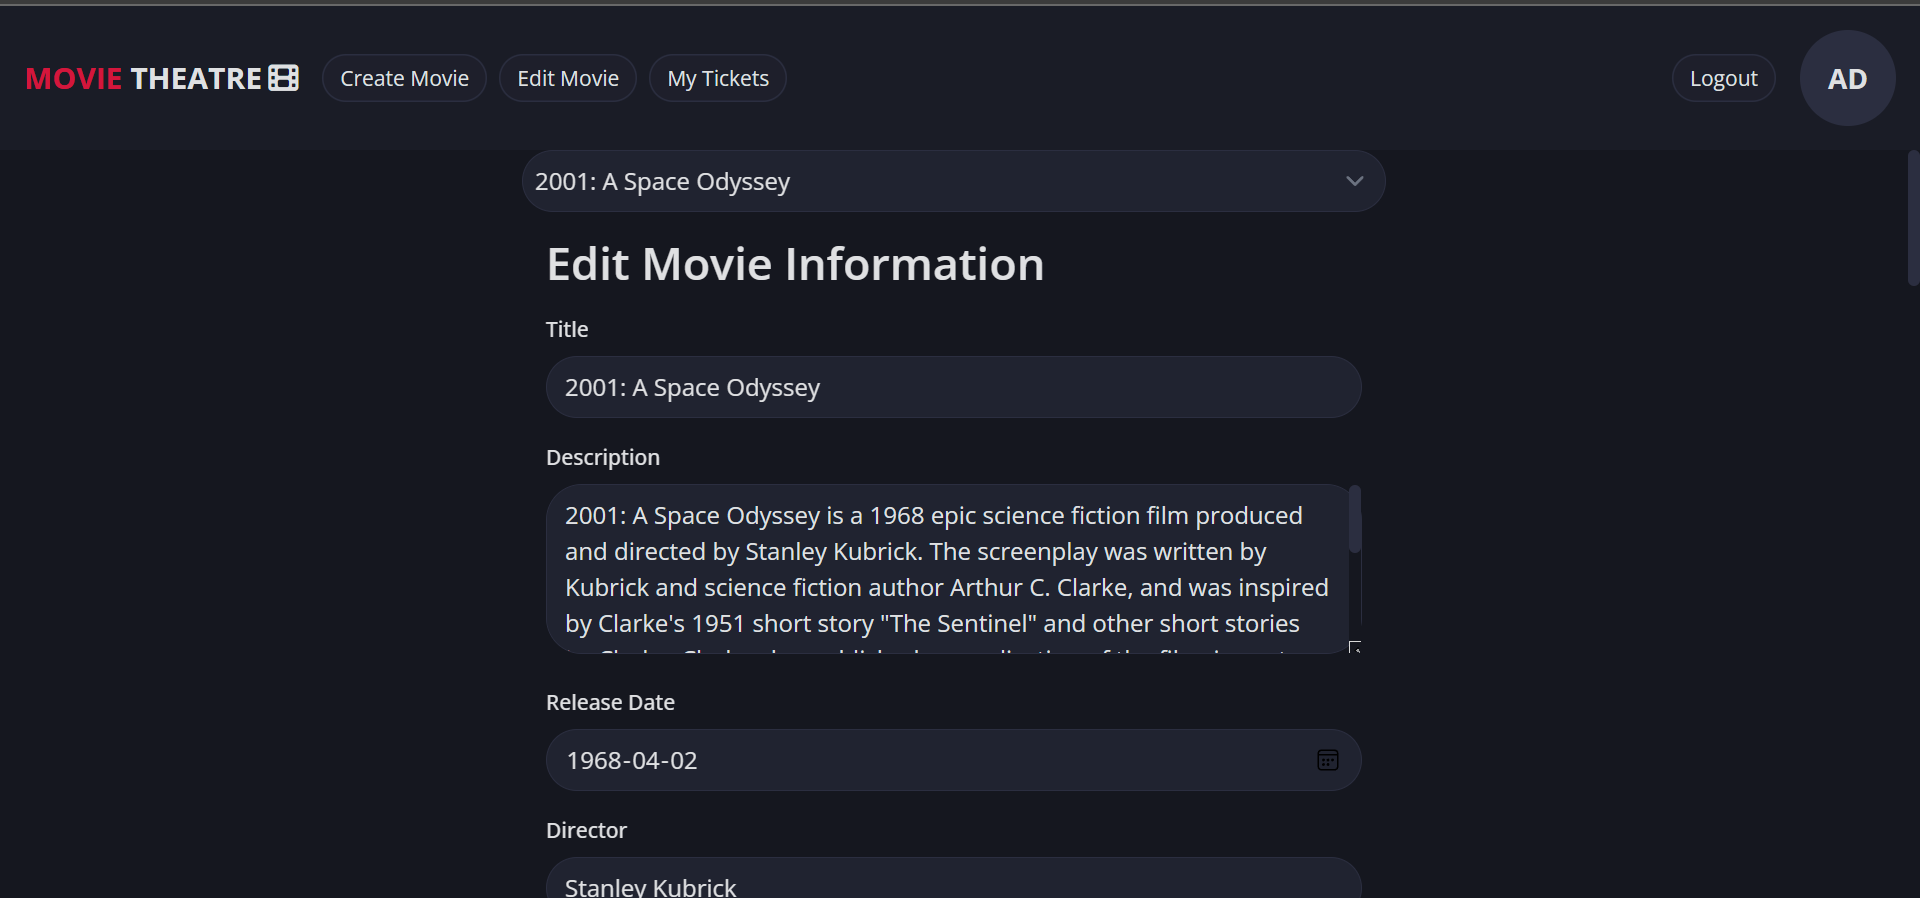 MOVIE THEATRE
Create Movie
Edit Movie
My Tickets
Logout
AD
2001: A Space Odyssey
Edit Movie Information
Title
2001: A Space Odyssey
Description
2001: A Space Odyssey is a 1968 epic science fiction film produced
and directed by Stanley Kubrick. The screenplay was written by
Kubrick and science fiction author Arthur C. Clarke, and was inspired
by Clarke's 1951 short story "The Sentinel" and other short stories
Release Date
1968-04-02
Director
Stanley Kubrick